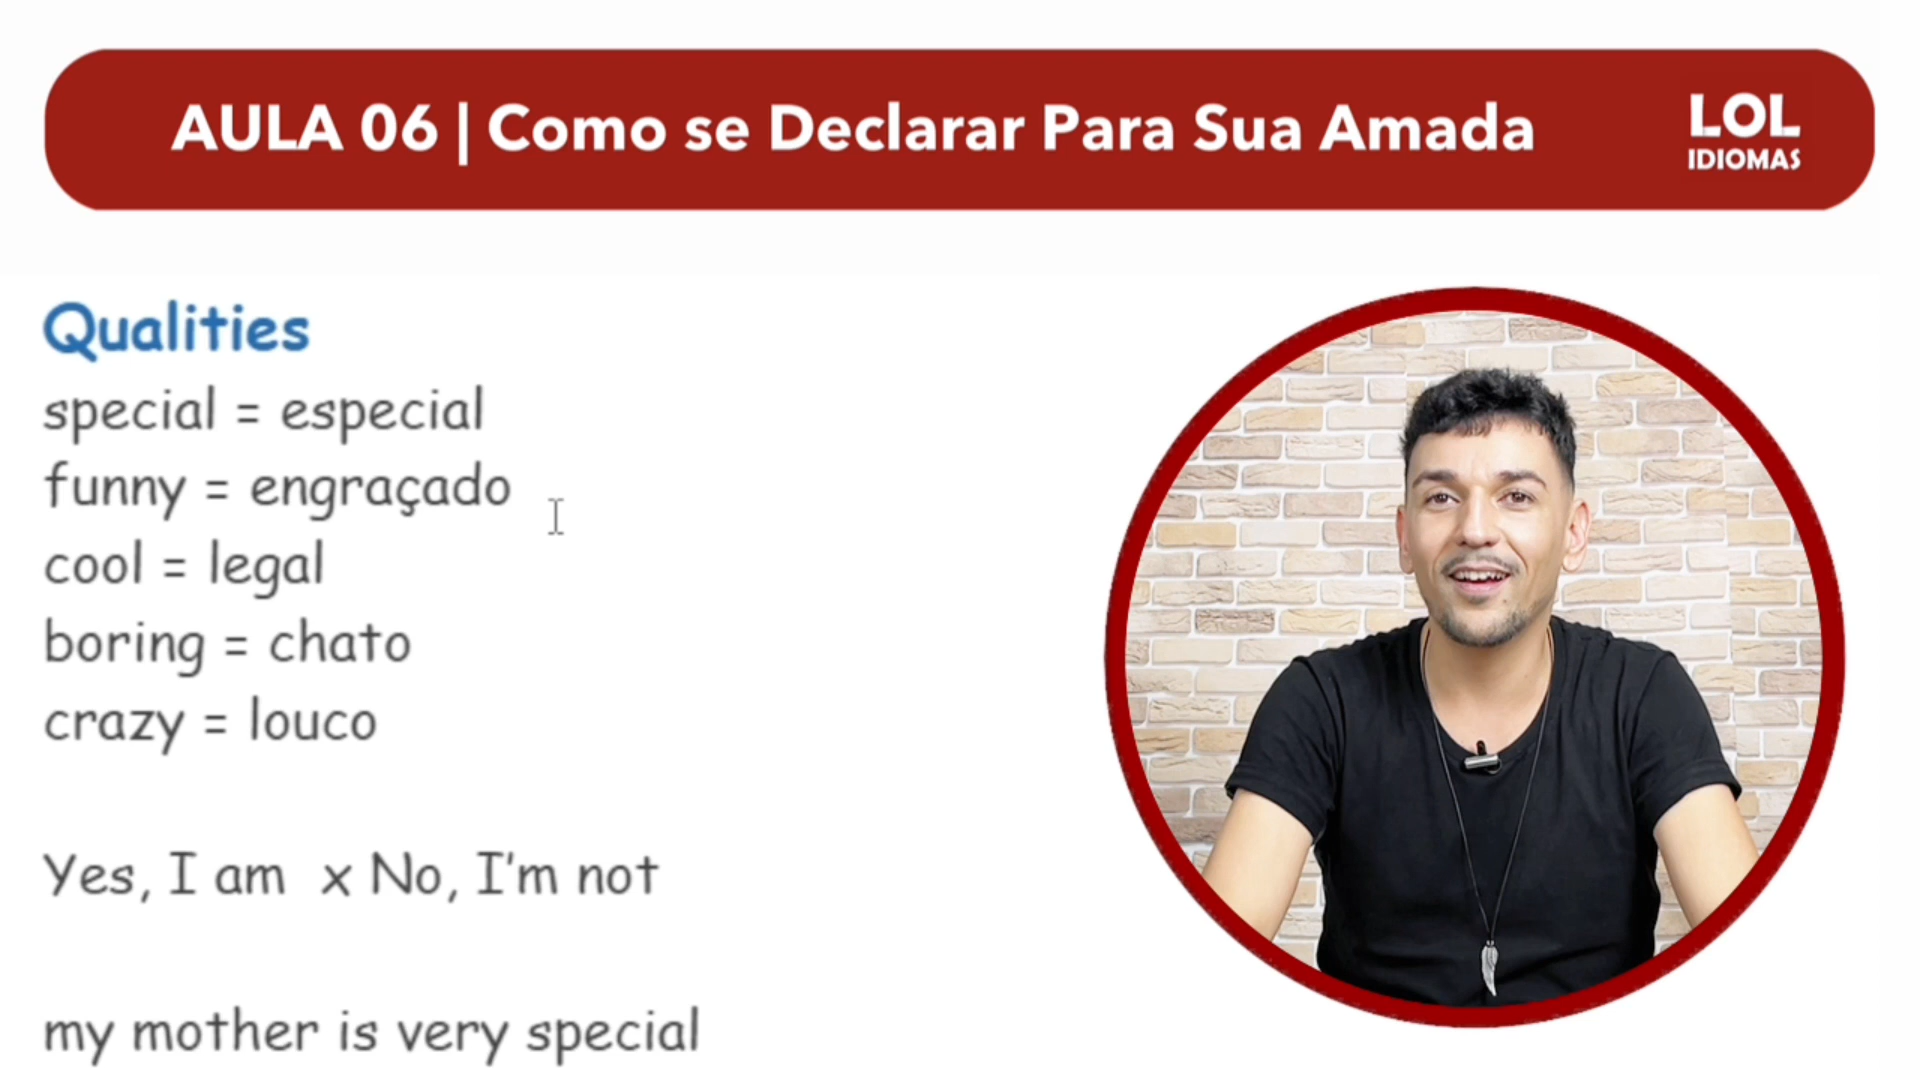 AULA 06 | Como se Declarar Para Sua Amada
LOL
IDIOMAS
Qualities
special = especial
funny = engraçado
cool = legal
boring = chato
crazy = louco
Yes, I am x No, I'm not
my mother is very special